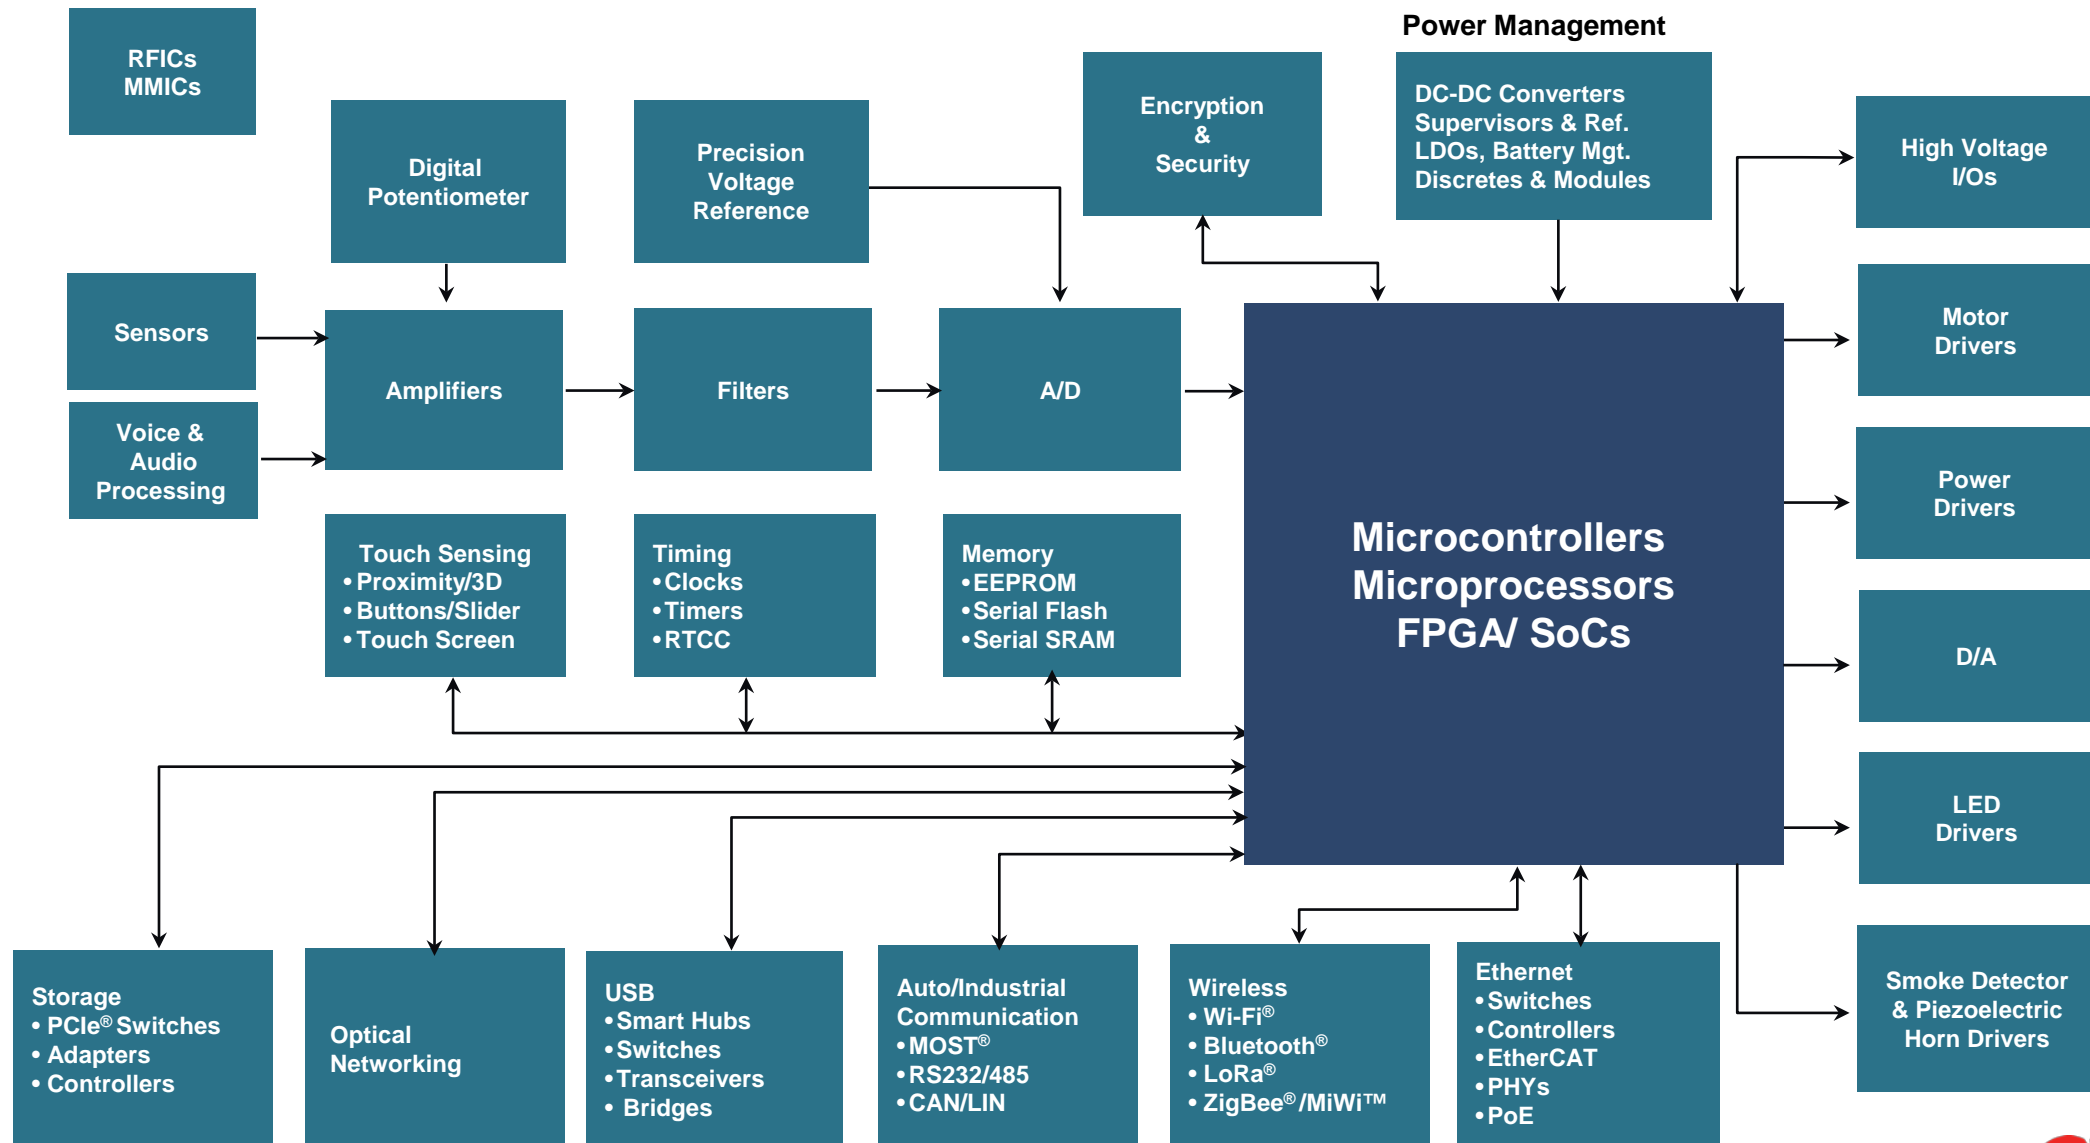 Power Management
RFICs
MMICs
Digital
Potentiometer
Precision
Voltage
Reference
Encryption
&
Security
DC-DC Converters
Supervisors & Ref.
LDOs, Battery Mgt.
Discretes & Modules
High Voltage
I/Os
Sensors
Amplifiers
Filters
A/D
Motor
Drivers
Voice &
Audio
Processing
Power
Drivers
Touch Sensing
• Proximity/3D
• Buttons/Slider
• Touch Screen
Timing
• Clocks
• Timers
• RTCC
Memory
• EEPROM
• Serial Flash
• Serial SRAM
Microcontrollers
Microprocessors
FPGA/ SoCs
D/A
LED
Drivers
Storage
• PCIe® Switches
• Adapters
• Controllers
Optical
Networking
USB
• Smart Hubs
• Switches
• Transceivers
• Bridges
Auto/Industrial
Communication
• MOST®
• RS232/485
• CAN/LIN
Wireless
• Wi-Fi®
• Bluetooth®
• LoRa®
• ZigBee® /MiWi™
Ethernet
• Switches
• Controllers
• EtherCAT
• PHYs
• PoE
Smoke Detector
& Piezoelectric
Horn Drivers